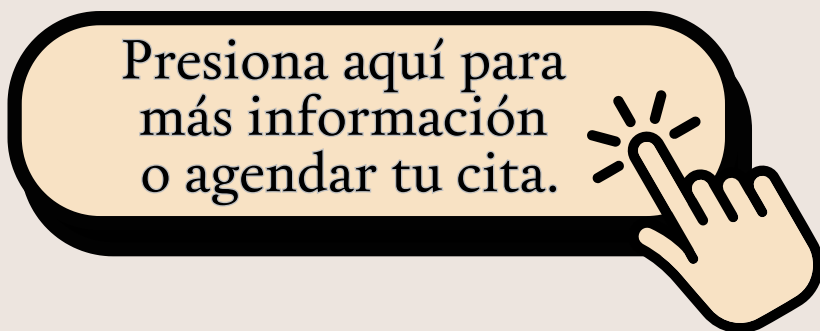 Presiona aquí para
más información
o agendar tu cita.